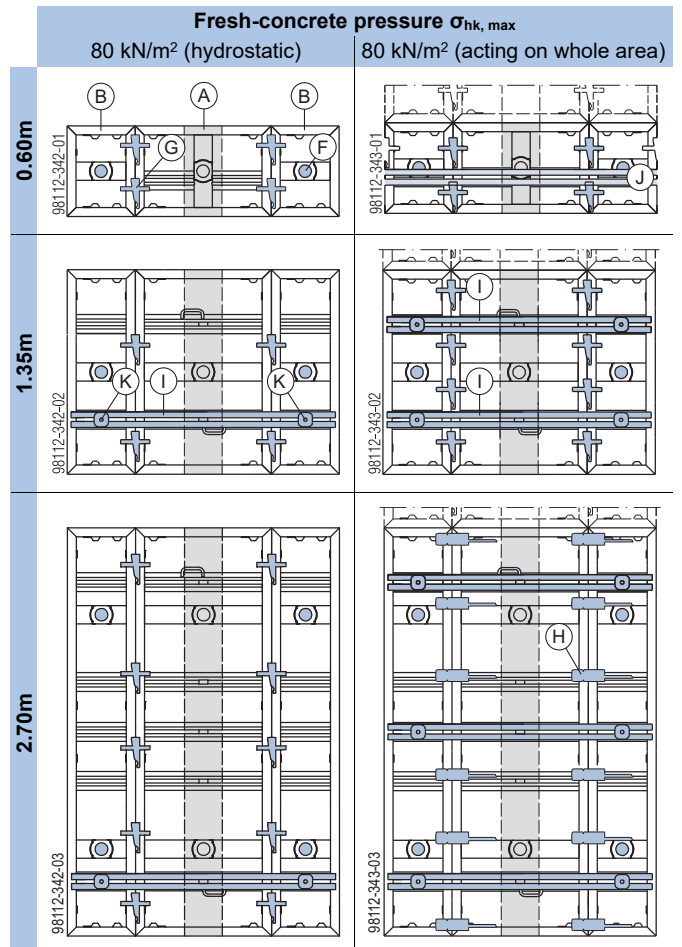 Fresh-concrete pressure σhk, max
80 kN/m² (hydrostatic)
80 kN/m² (acting on whole area)
0.60m
B
A
B
G
F
98112-342-01
J
98112-343-01
1.35m
K
I
K
98112-342-02
I
I
98112-343-02
2.70m
98112-342-03
H
98112-343-03